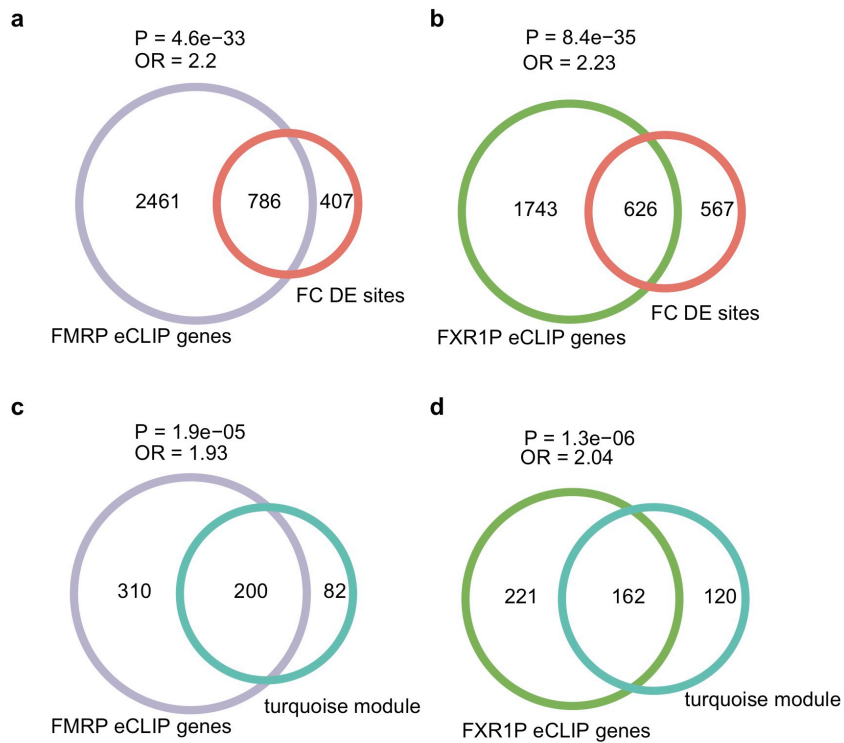 a
P = 4.6e−33
OR = 2.2
2461
786
407
FC DE sites
FMRP eCLIP genes
b
P = 8.4e−35
OR = 2.23
1743
626
567
FC DE sites
FXR1P eCLIP genes
c
P = 1.9e−05
OR = 1.93
310
200
82
turquoise module
FMRP eCLIP genes
d
P = 1.3e−06
OR = 2.04
221
162
120
turquoise module
FXR1P eCLIP genes